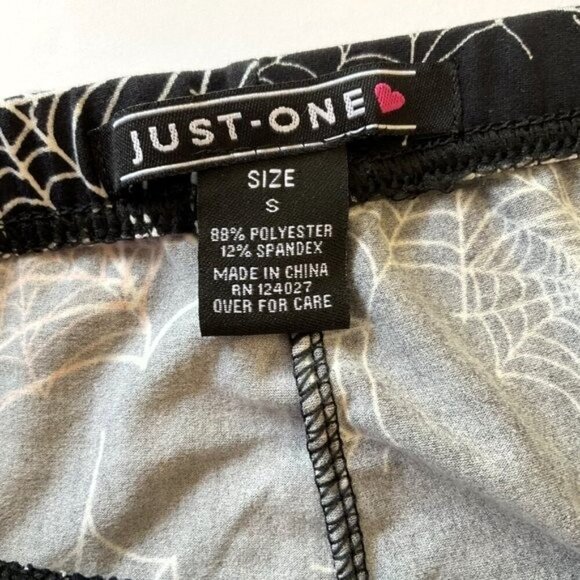 JUST-ONE
SIZE
S
88% POLYESTER
12% SPANDEX
MADE IN CHINA
RN 124027
OVER FOR CARE